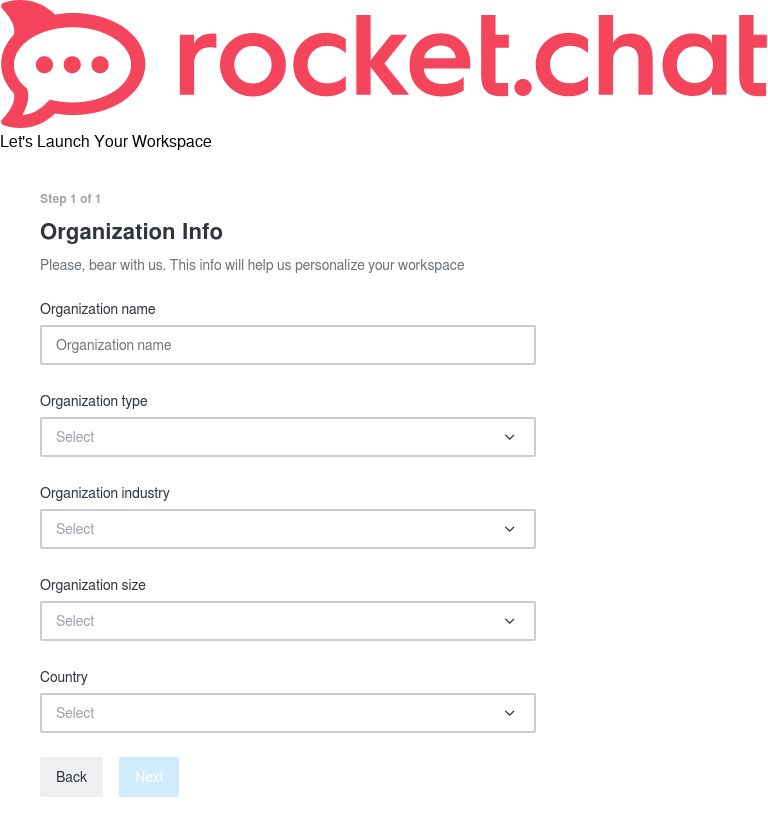 rocket.chat
Let's Launch Your Workspace
Step 1 of 1
Organization Info
Please, bear with us. This info will help us personalize your workspace
Organization name
Organization name
Organization type
Select
Organization industry
Select
Organization size
Select
Country
Select
Back Next